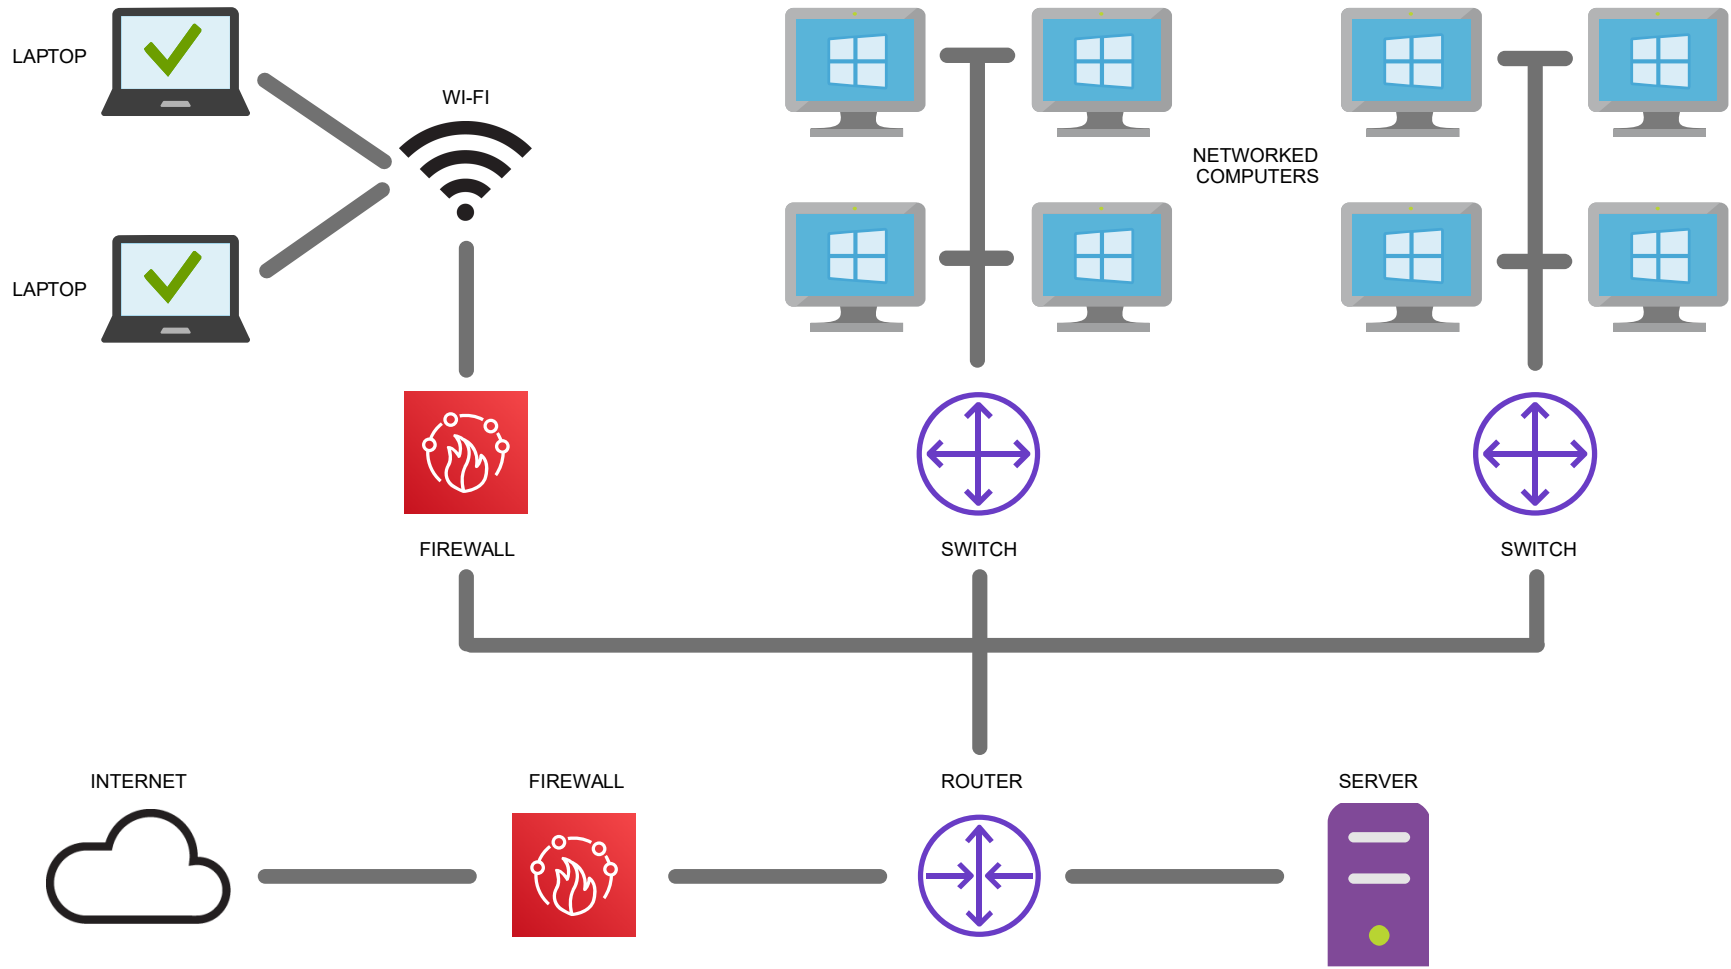 LAPTOP
WI-FI
NETWORKED
COMPUTERS
LAPTOP
FIREWALL
SWITCH
SWITCH
INTERNET
FIREWALL
ROUTER
SERVER